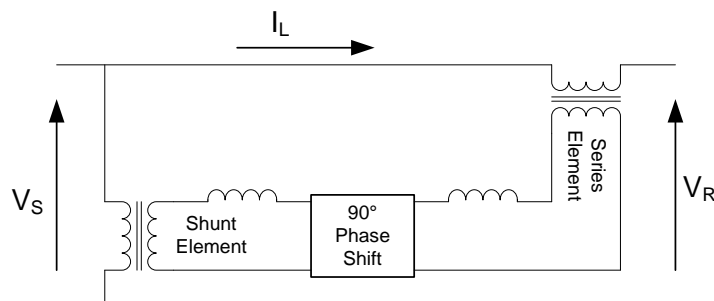 I_L
V_S
Shunt
Element
90°
Phase
Shift
Series
Element
V_R